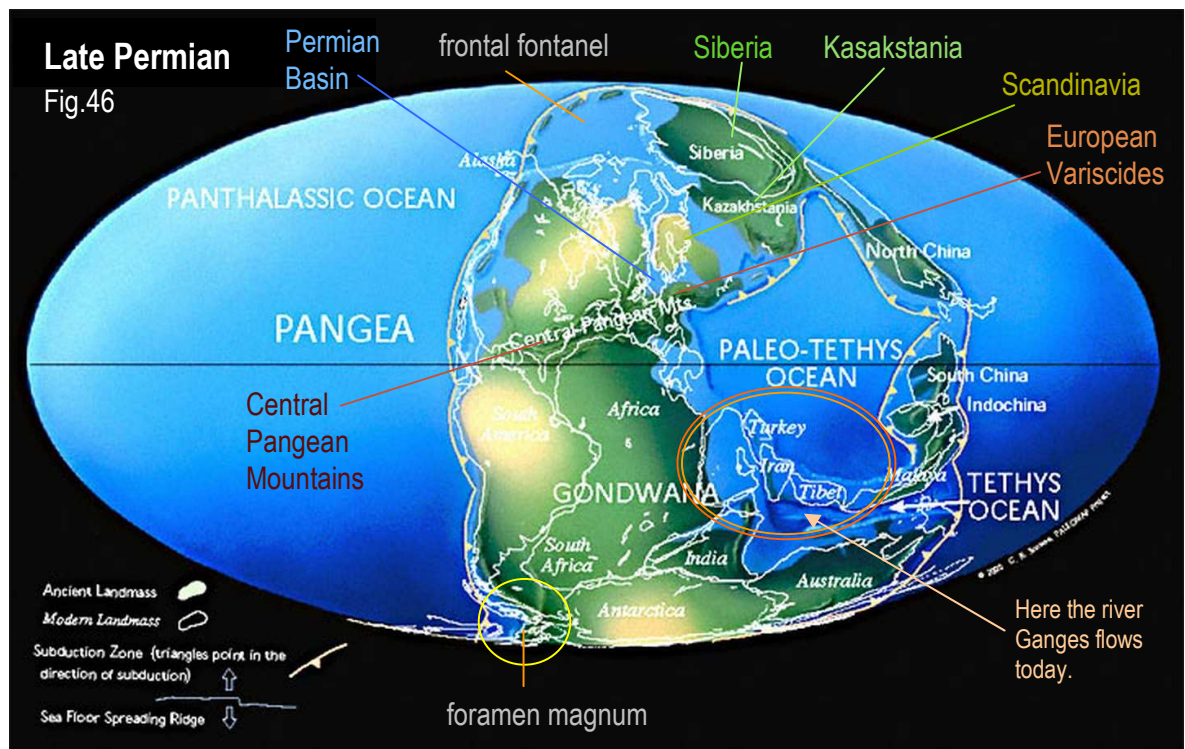 Late Permian
Fig.46
Permian
Basin
frontal fontanel
Siberia
Kasakstania
Scandinavia
European
Variscides
Alaska
Siberia
PANTHALASSIC OCEAN
Kazakhstania
North China
PANGEA
Central Pangean Mts.
PALEO-TETHYS
OCEAN
South China
Indochina
Central
Pangean
Mountains
South
America
Africa
Turkey
Iran
Tibet
Malaya
GONDWANA
TETHYS
OCEAN
South
Africa
India
Australia
Antarctica
Ancient Landmass
Modern Landmass
Subduction Zone (triangles point in the
direction of subduction)
Sea Floor Spreading Ridge
Here the river
Ganges flows
today.
foramen magnum
PALEOMAP Project